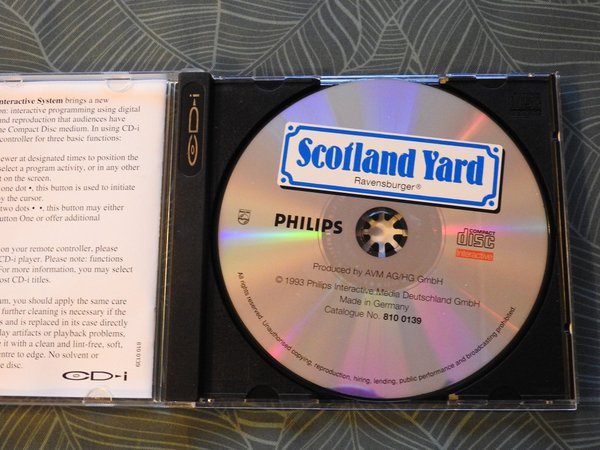 nteractive System brings a new
on: interactive programming using digital
and reproduction that audiences have
he Compact Disc medium. In using CD-i
controller for three basic functions:
ewer at designated times to position the
select a program activity, or in any other
t on the screen.
one dot •, this button is used to initiate
by the cursor.
two dots • •, this button may either
utton One or offer additional
on your remote controller, please
CD-i player. Please note: functions
For more information, you may select
ost CD-i titles.
am, you should apply the same care
further cleaning is necessary if the
s and is replaced in its case directly
lay artifacts or playback problems.
e it with a clean and lint-free, soft,
entre to edge. No solvent or
e disc.
CD-i
CD-i
Scotland Yard
Ravensburger®
PHILIPS
PHILIPS
COMPACT
disc
Interactive
Produced by AVM AG/HG GmbH
© 1993 Philips Interactive Media Deutschland GmbH
Made in Germany
Catalogue No. 810 0139
All rights reserved. Unauthorised copying, reproduction, hiring, lending, public performance and broadcasting prohibited.